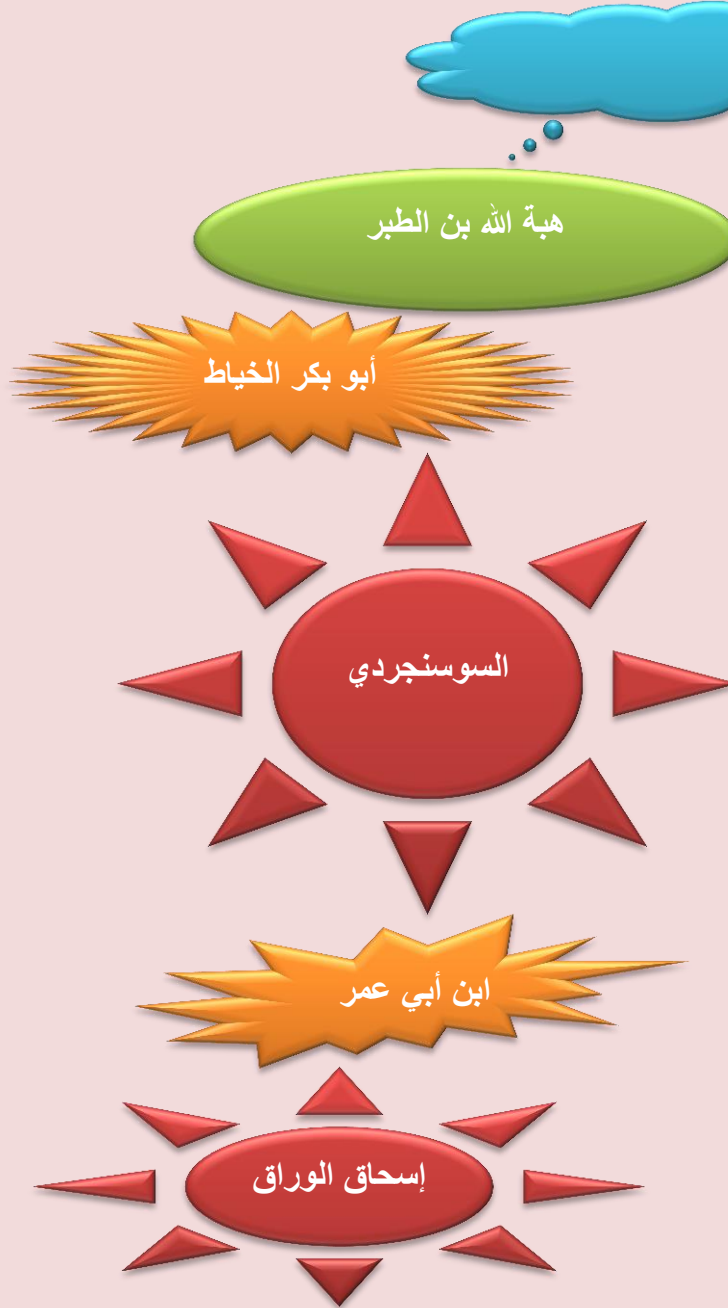 هبة الله بن الطبر
أبو بكر الخياط
السوسنجردي
ابن أبي عمر
إسحاق الوراق